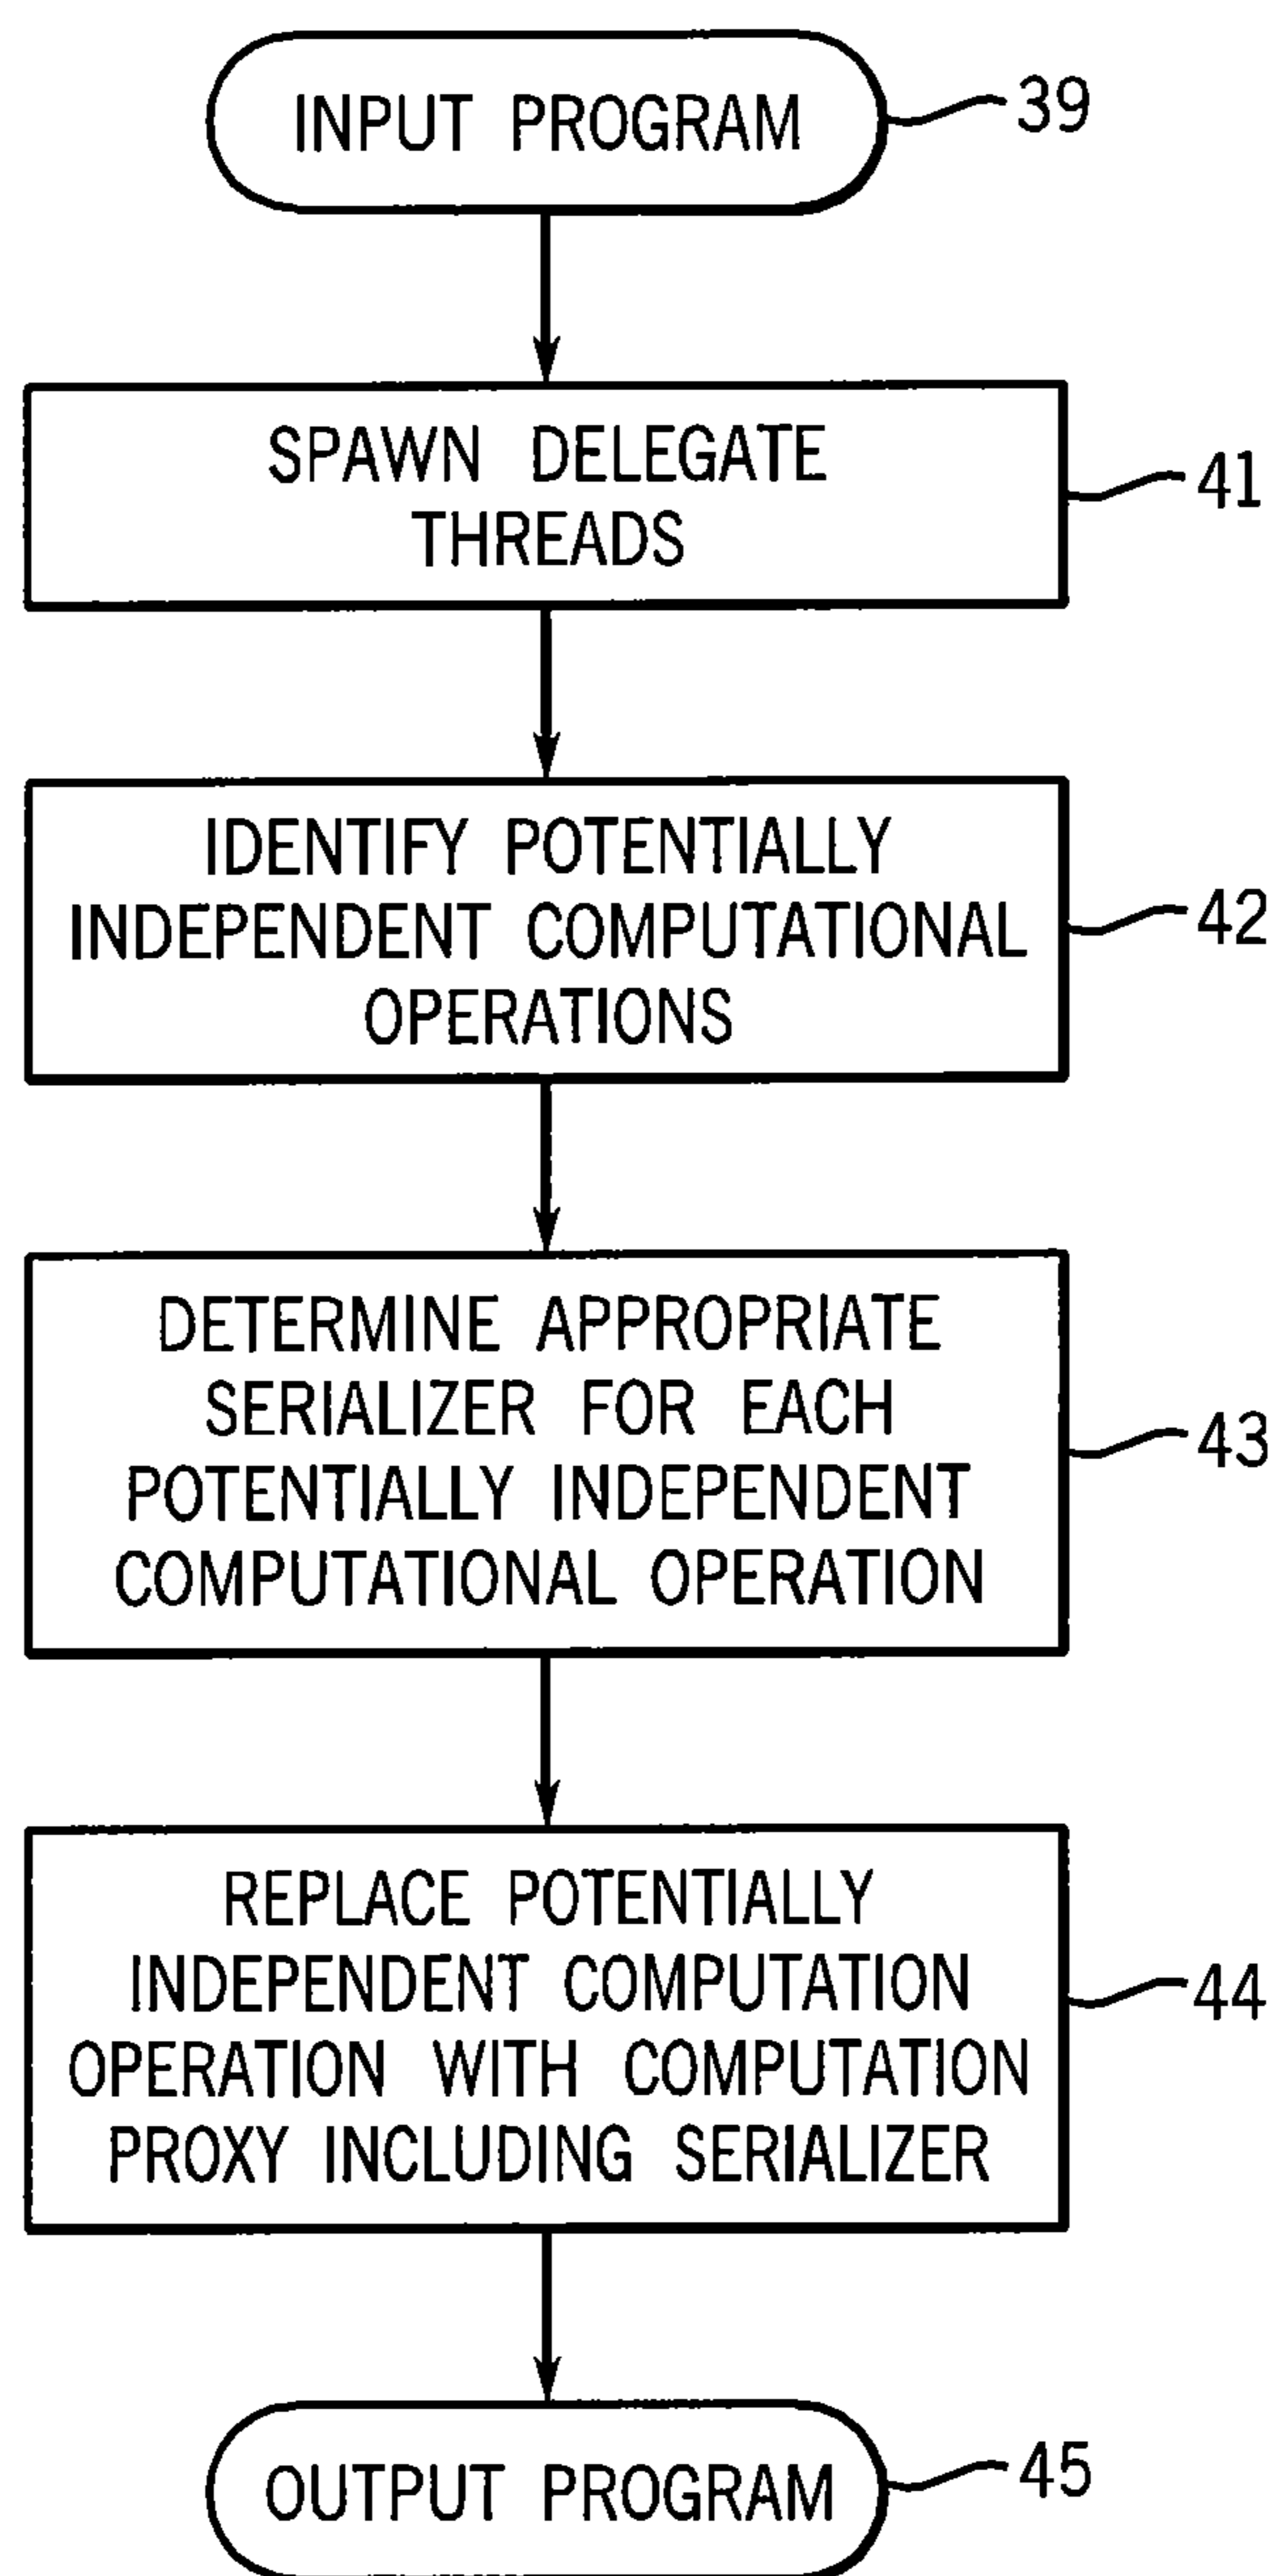 INPUT PROGRAM
39
SPAWN DELEGATE
THREADS
41
IDENTIFY POTENTIALLY
INDEPENDENT COMPUTATIONAL
OPERATIONS
42
DETERMINE APPROPRIATE
SERIALIZER FOR EACH
POTENTIALLY INDEPENDENT
COMPUTATIONAL OPERATION
43
REPLACE POTENTIALLY
INDEPENDENT COMPUTATION
OPERATION WITH COMPUTATION
PROXY INCLUDING SERIALIZER
44
OUTPUT PROGRAM
45